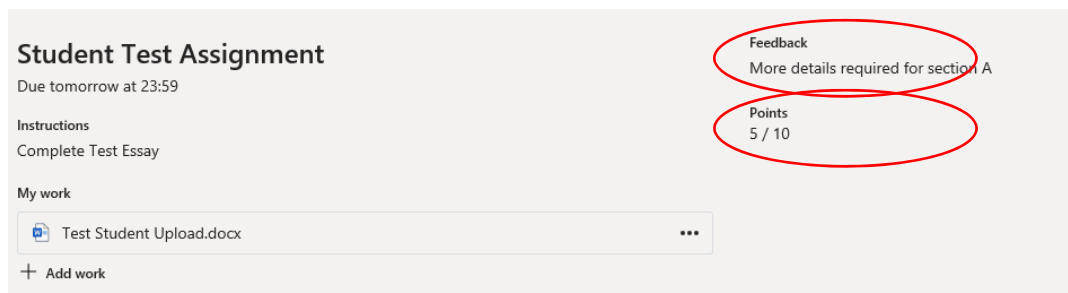 Student Test Assignment
Due tomorrow at 23:59
Instructions
Complete Test Essay
My work
Test Student Upload.docx
Add work
Feedback
More details required for section A
Points
5 / 10